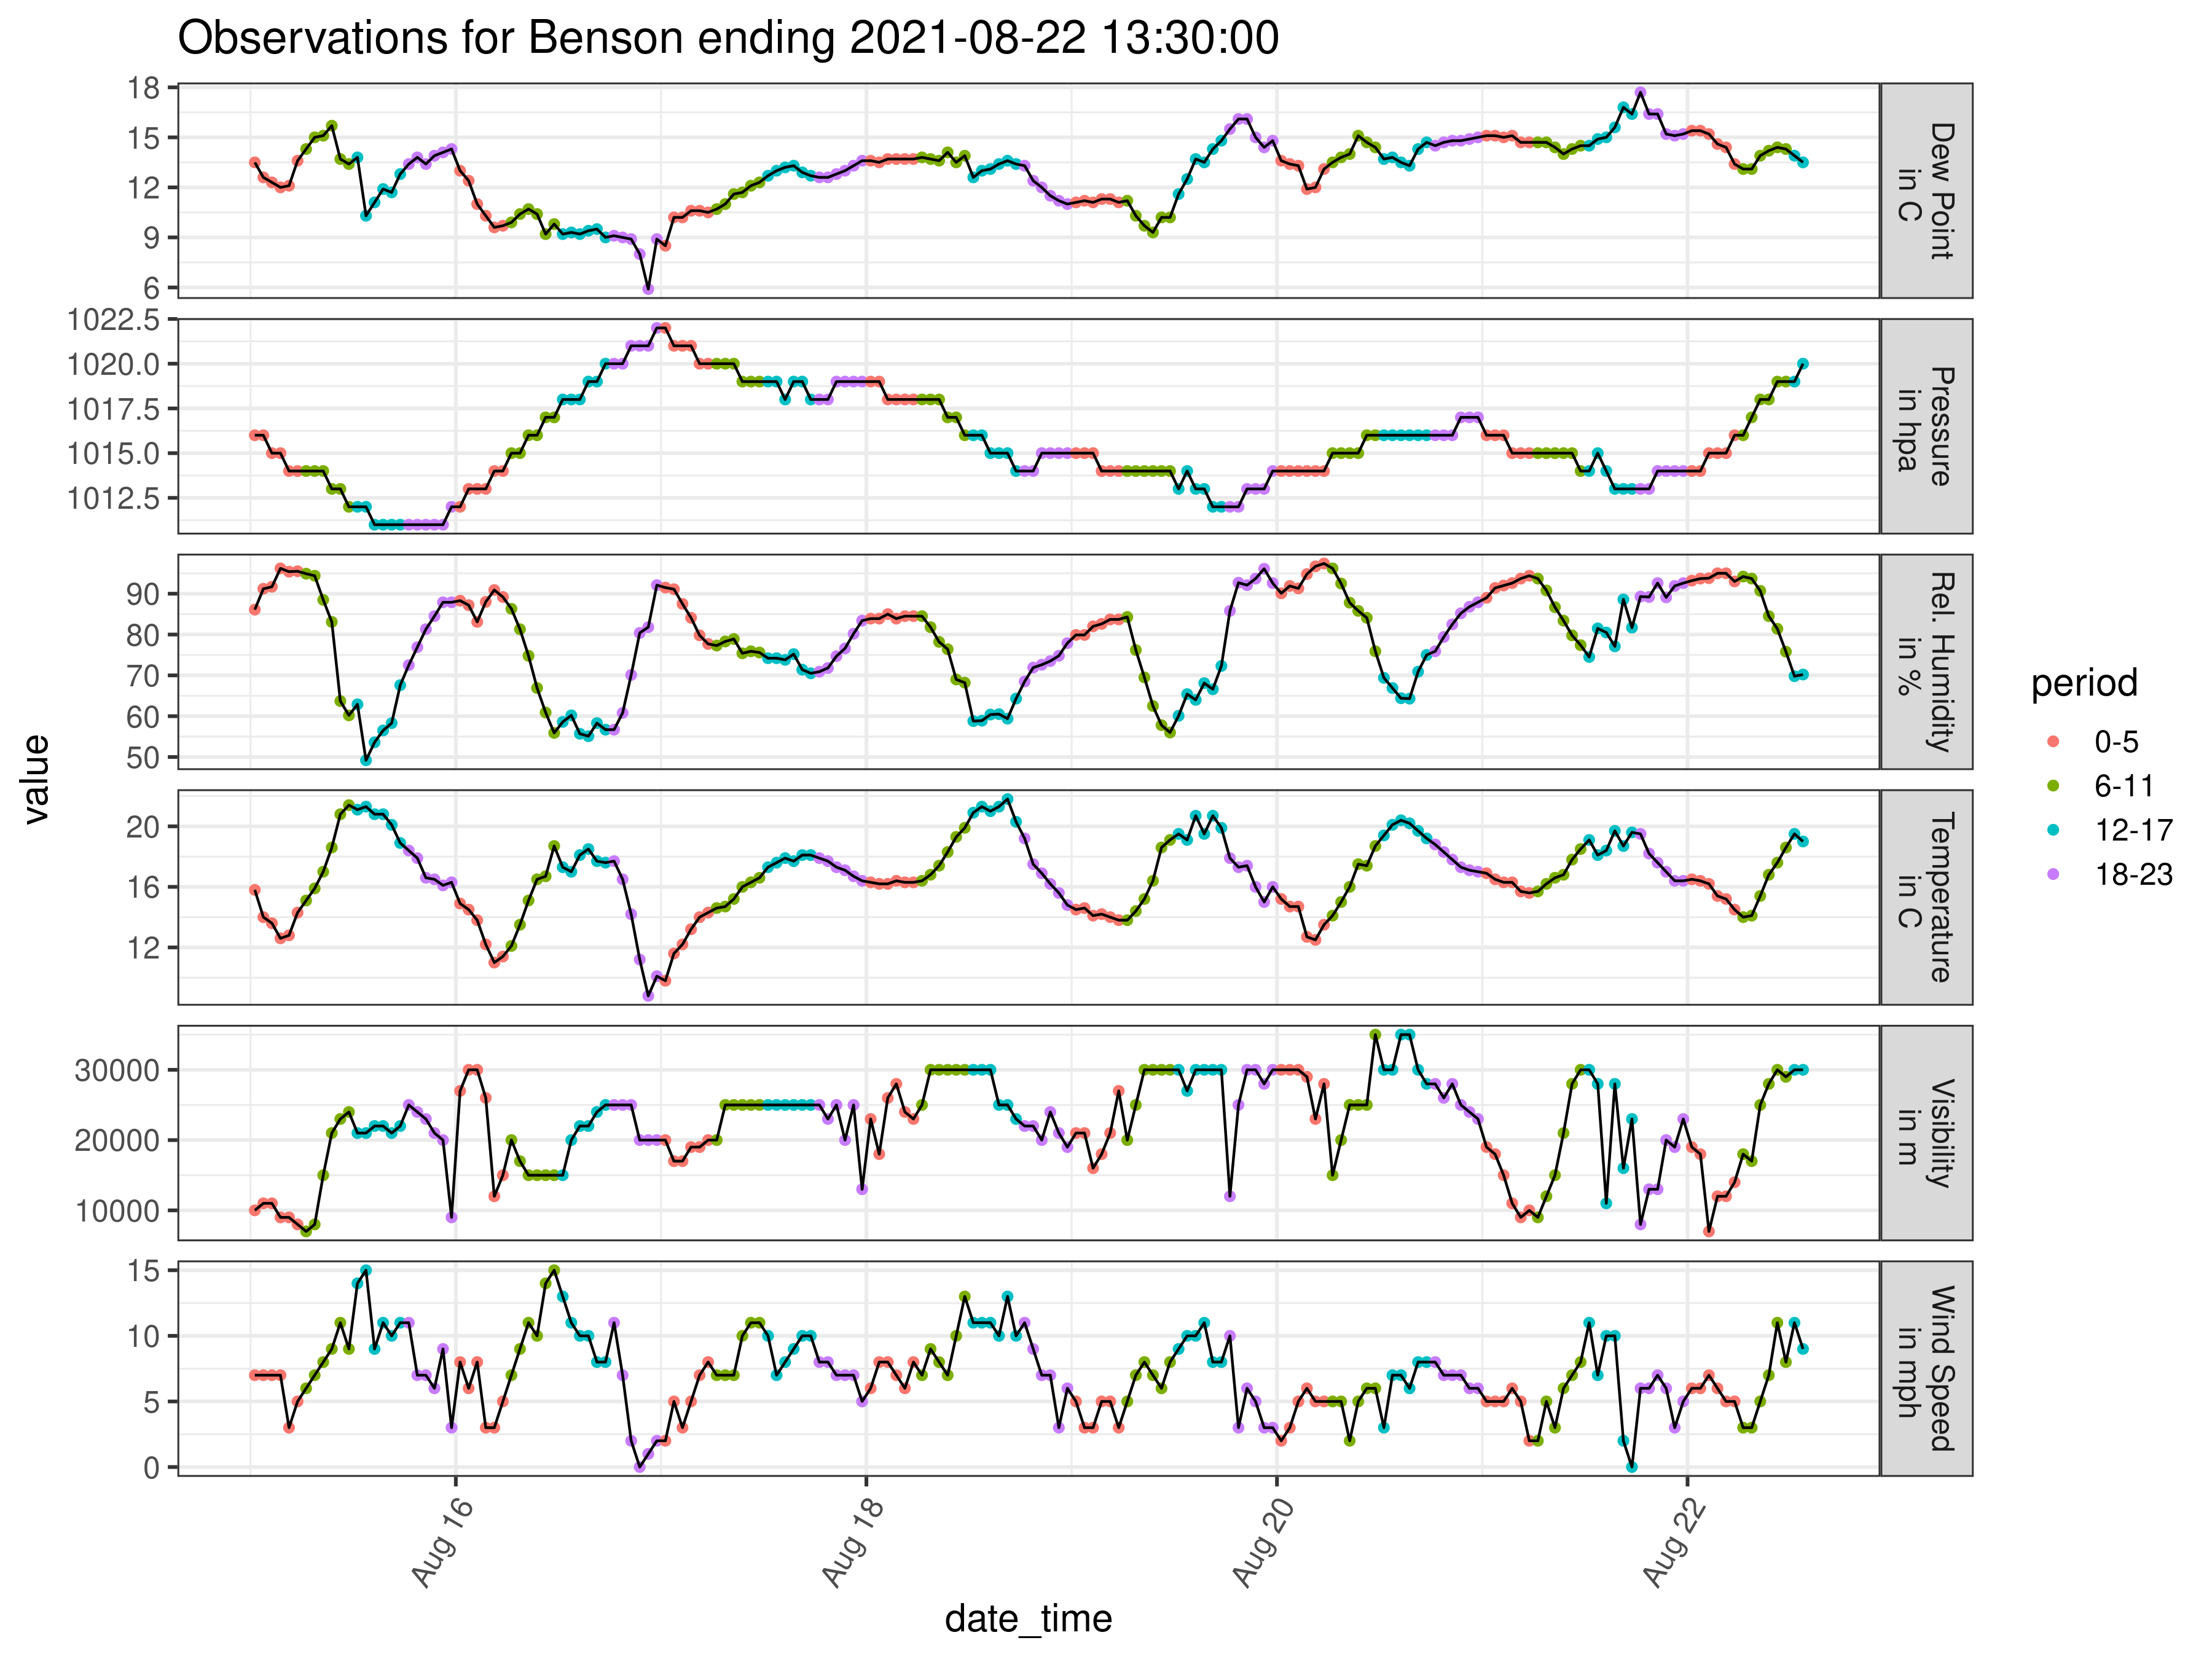 Observations for Benson ending 2021-08-22 13:30:00
value
18
15
12
9
6
Dew Point
in C
1022.5
1020.0
1017.5
1015.0
1012.5
Pressure
in hpa
90
80
70
60
50
Rel. Humidity
in %
20
16
12
Temperature
in C
30000
20000
10000
Visibility
in m
15
10
5
0
Wind Speed
in mph
Aug 16
Aug 18
Aug 20
Aug 22
date_time
period
0-5
6-11
12-17
18-23